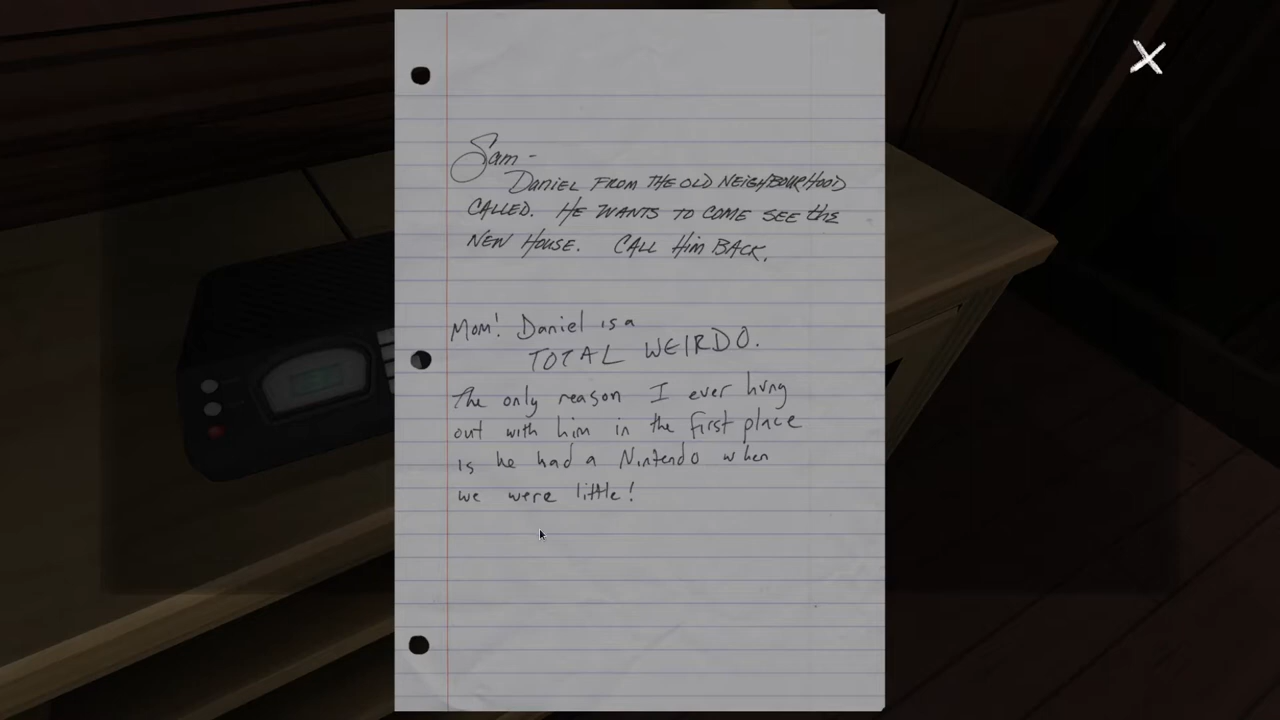 Sam -
DANIEL FROM THE OLD NEIGHBOURHOOD
CALLED. HE WANTS TO COME SEE the
NEW HOUSE. CALL HIM BACK.
Mom! Daniel is a
TOTAL WEIRDO.
The only reason I ever hung
out with him in the first place
is he had a Nintendo when
we were little!